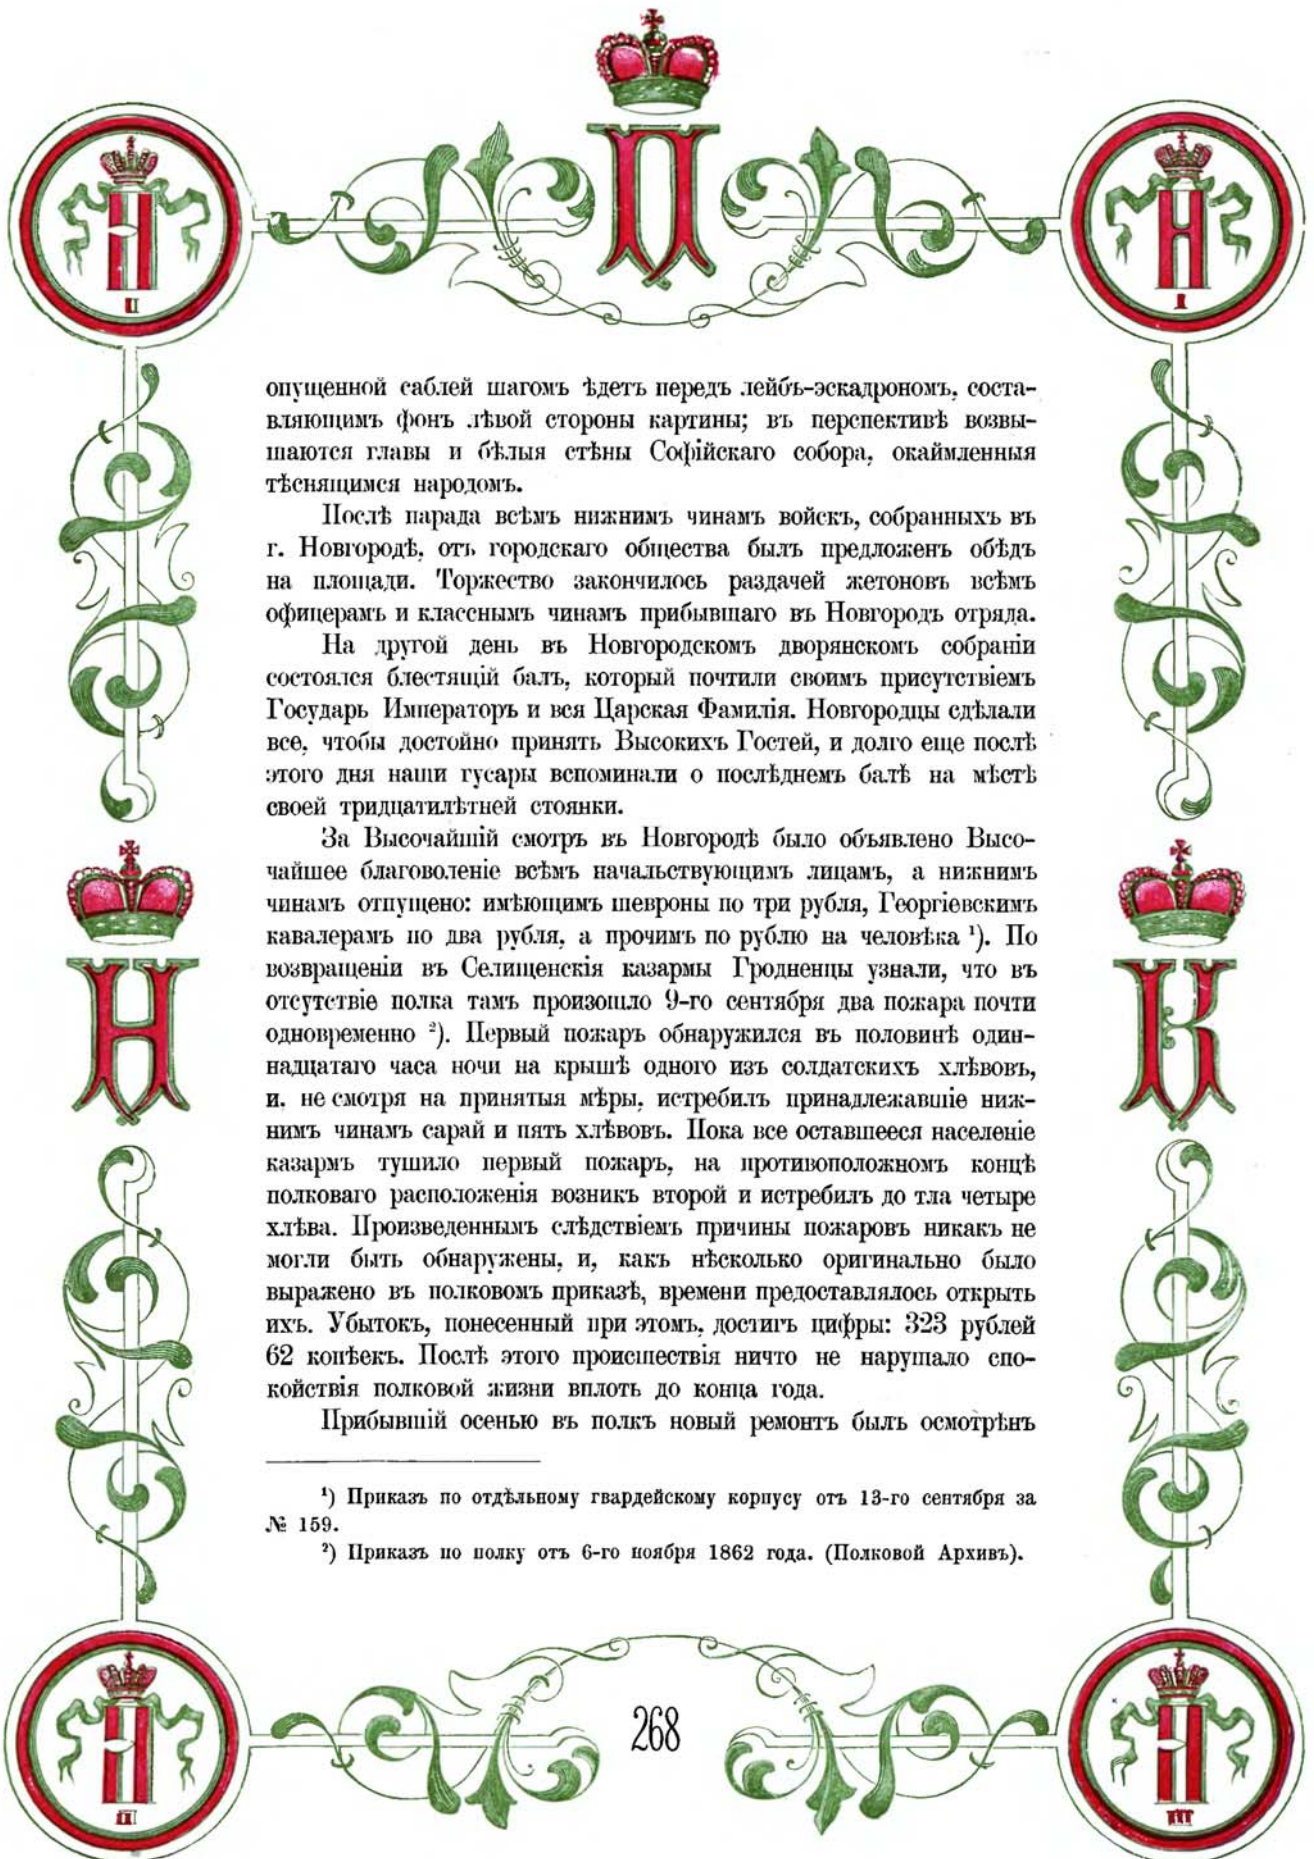 П
II
I
опущенной саблей шагомъ ѣдетъ передъ лейбъ-эскадрономъ, соста-
вляющимъ фонъ лѣвой стороны картины; въ перспективѣ возвы-
шаются главы и бѣлыя стѣны Софійскаго собора, окаймленныя
тѣснящимся народомъ.
Послѣ парада всѣмъ нижнимъ чинамъ войскъ, собранныхъ въ
г. Новгородѣ, отъ городскаго общества былъ предложенъ обѣдъ
на площади. Торжество закончилось раздачей жетоновъ всѣмъ
офицерамъ и класснымъ чинамъ прибывшаго въ Новгородъ отряда.
На другой день въ Новгородскомъ дворянскомъ собраніи
состоялся блестящій балъ, который почтили своимъ присутствіемъ
Государь Императоръ и вся Царская Фамилія. Новгородцы сдѣлали
все, чтобы достойно принять Высокихъ Гостей, и долго еще послѣ
этого дня наши гусары вспоминали о послѣднемъ балѣ на мѣстѣ
своей тридцатилѣтней стоянки.
За Высочайшій смотръ въ Новгородѣ было объявлено Высо-
чайшее благоволеніе всѣмъ начальствующимъ лицамъ, а нижнимъ
чинамъ отпущено: имѣющимъ шевроны по три рубля, Георгіевскимъ
кавалерамъ по два рубля, а прочимъ по рублю на человѣка ¹). По
возвращеніи въ Селищенскія казармы Гродненцы узнали, что въ
отсутствіе полка тамъ произошло 9-го сентября два пожара почти
одновременно ²). Первый пожаръ обнаружился въ половинѣ один-
надцатаго часа ночи на крышѣ одного изъ солдатскихъ хлѣвовъ,
и, не смотря на принятыя мѣры, истребилъ принадлежавшіе ниж-
нимъ чинамъ сарай и пять хлѣвовъ. Пока все оставшееся населеніе
казармъ тушило первый пожаръ, на противоположномъ концѣ
полковаго расположенія возникъ второй и истребилъ до тла четыре
хлѣва. Произведеннымъ слѣдствіемъ причины пожаровъ никакъ не
могли быть обнаружены, и, какъ нѣсколько оригинально было
выражено въ полковомъ приказѣ, времени предоставлялось открыть
ихъ. Убытокъ, понесенный при этомъ, достигъ цифры: 323 рублей
62 копѣекъ. Послѣ этого происшествія ничто не нарушало спо-
койствія полковой жизни вплоть до конца года.
Прибывшій осенью въ полкъ новый ремонтъ былъ осмотрѣнъ
¹) Приказъ по отдѣльному гвардейскому корпусу отъ 13-го сентября за
№ 159.
²) Приказъ по полку отъ 6-го ноября 1862 года. (Полковой Архивъ).
Н
К
III
268